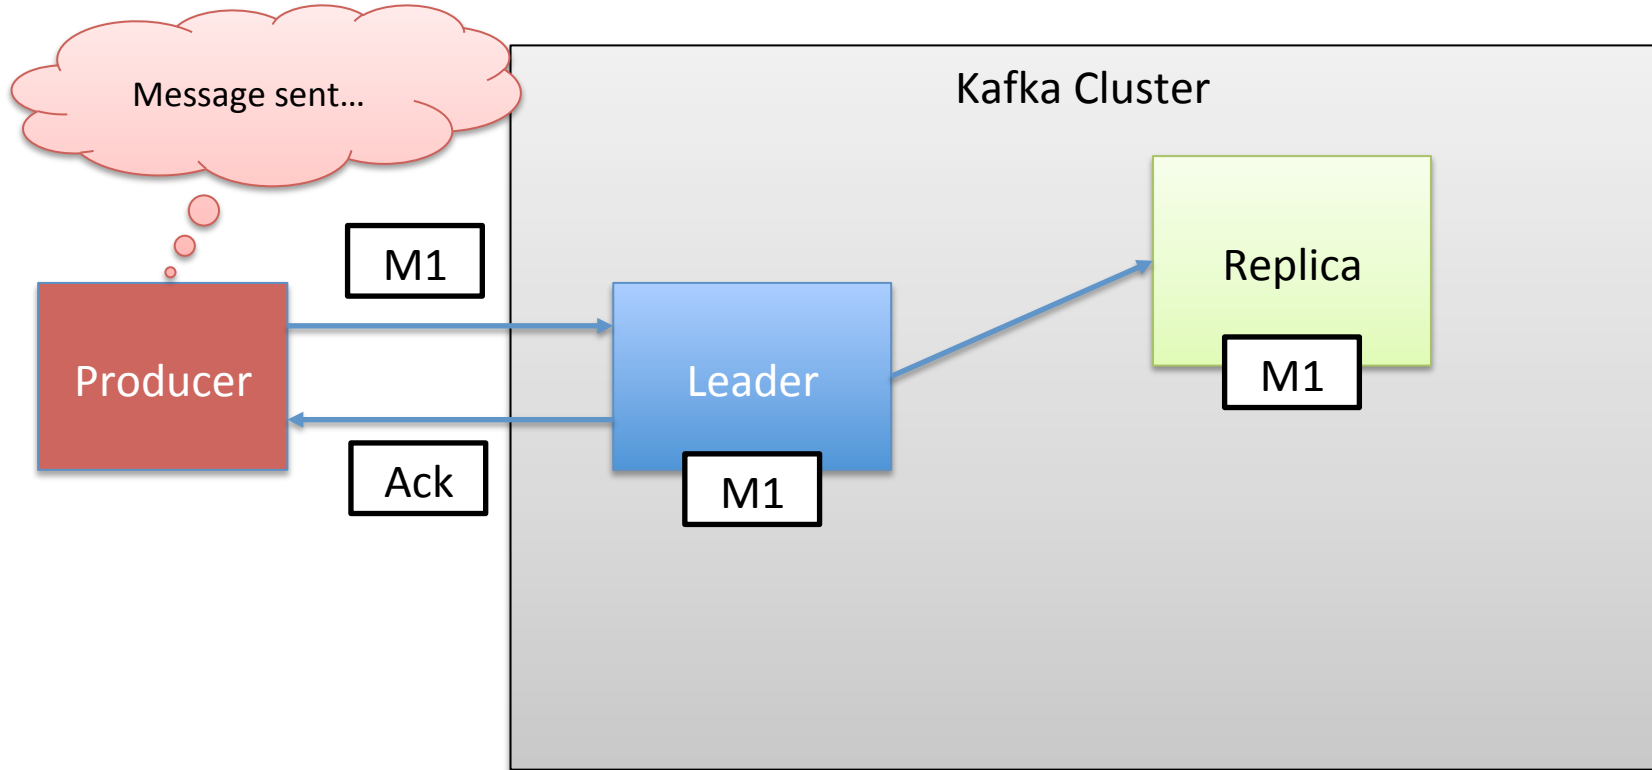 Message sent...
Kafka Cluster
M1
Replica
Producer
Leader
M1
Ack
M1